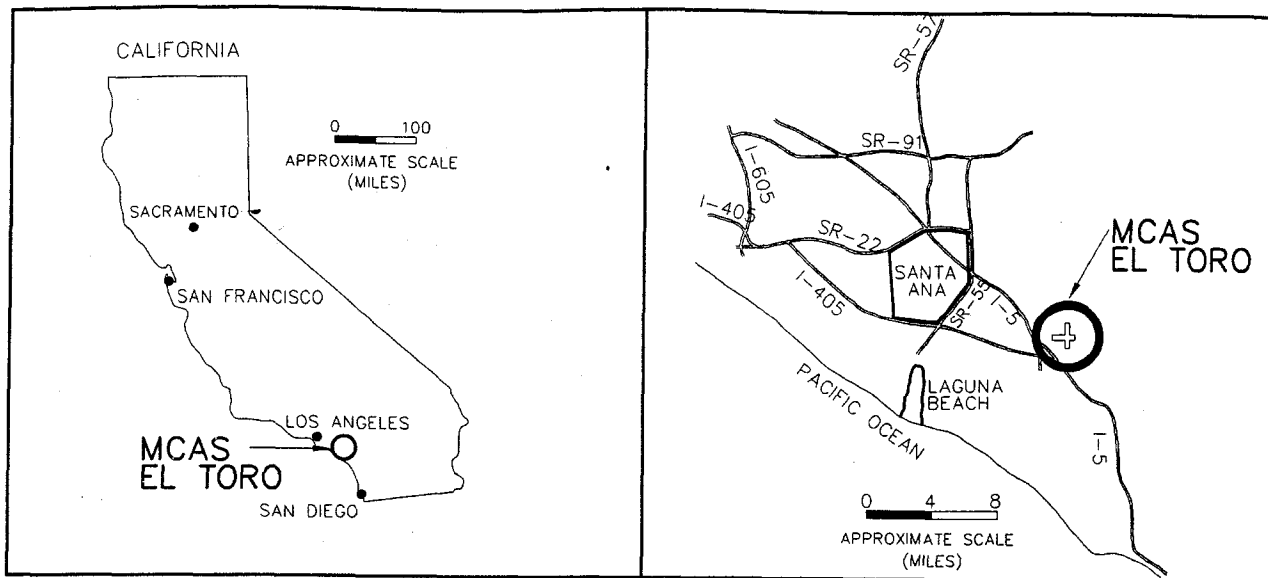 CALIFORNIA
0 100
APPROXIMATE SCALE
(MILES)
SACRAMENTO
SAN FRANCISCO
LOS ANGELES
MCAS
EL TORO
SAN DIEGO
SR-57
SR-91
I-605
I-405
SR-22
I-405
SANTA
ANA
SR-55
I-5
MCAS
EL TORO
PACIFIC OCEAN
LAGUNA
BEACH
I-5
0 4 8
APPROXIMATE SCALE
(MILES)